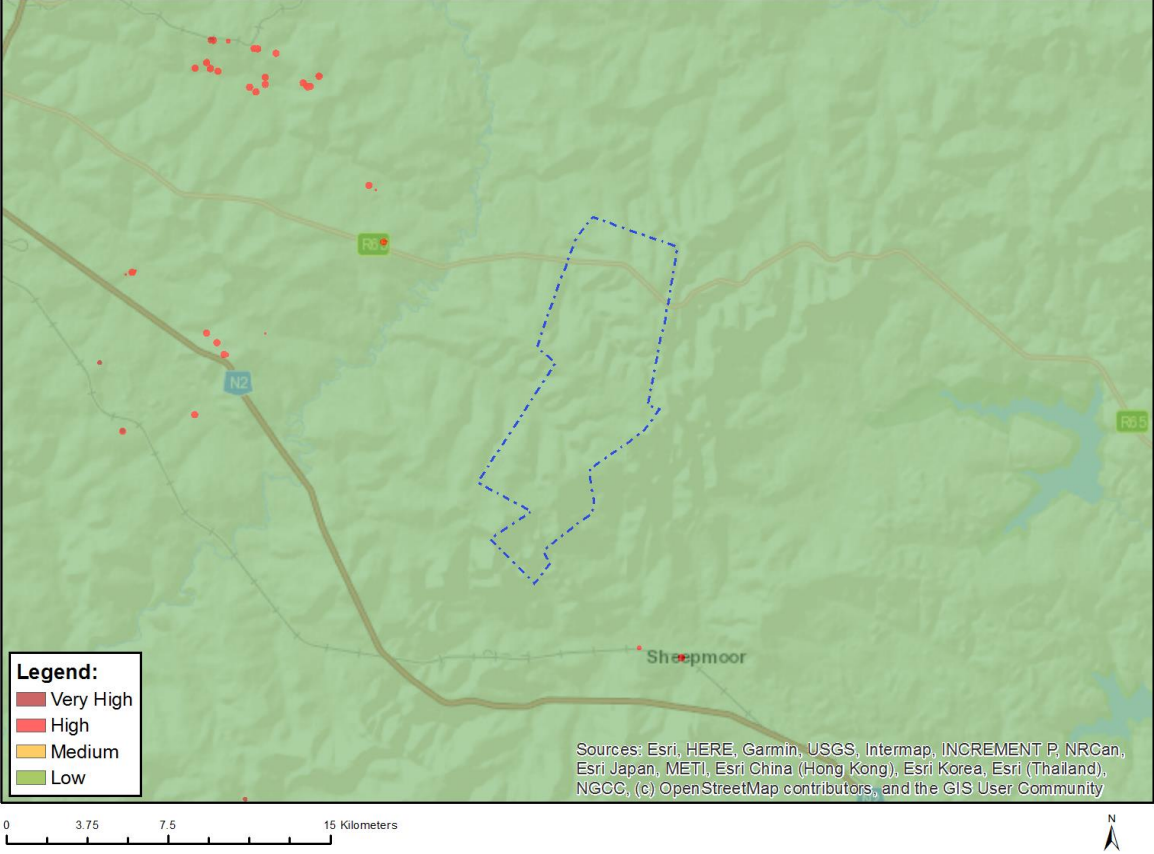 R65
N2
R65
Sheepmoor
Legend:
Very High
High
Medium
Low
Sources: Esri, HERE, Garmin, USGS, Intermap, INCREMENT P, NRCan,
Esri Japan, METI, Esri China (Hong Kong), Esri Korea, Esri (Thailand),
NGCC, (c) OpenStreetMap contributors, and the GIS User Community
0 3.75 7.5 15 Kilometers
N